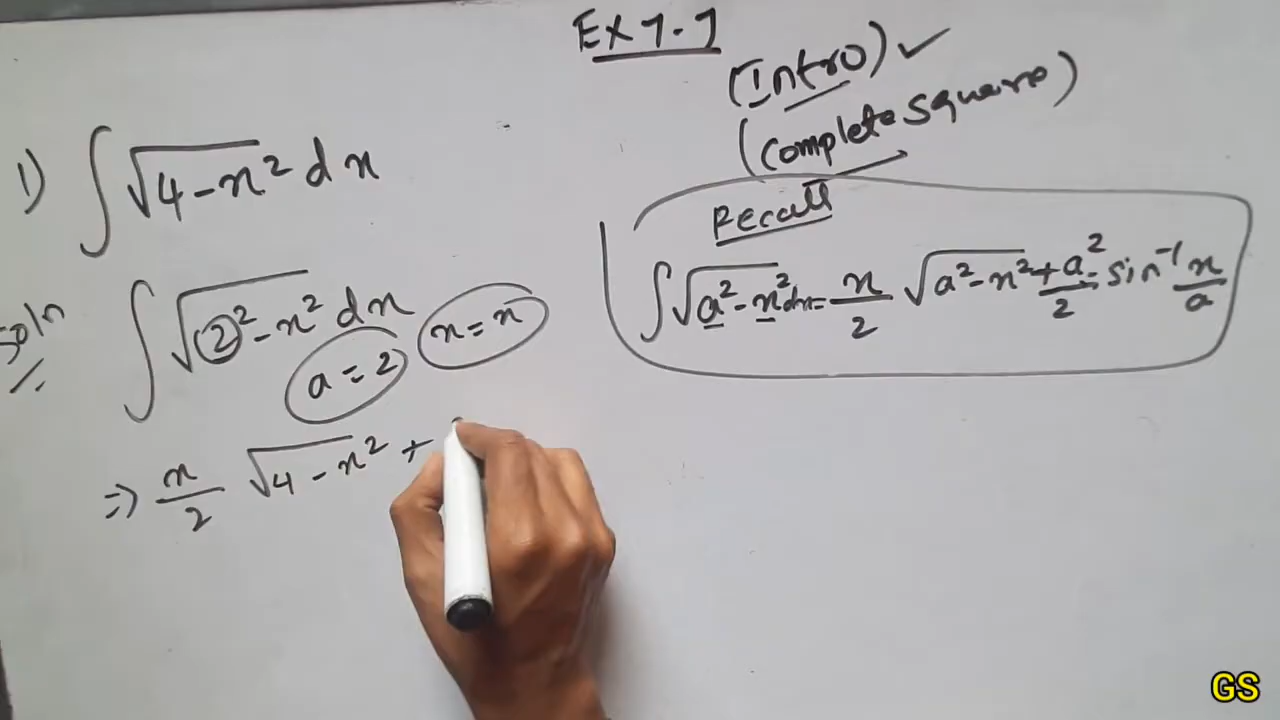 Ex 7.7
(Intro) ✓
(complete square)
1) ∫√4-x² dx
Recall
∫√a²-x² dx = x/2 √a²-x² + a²/2 sin⁻¹ x/a
Soln ∫√(2)²-x² dx
a = 2 x = x
=> x/2 √4-x² +
GS